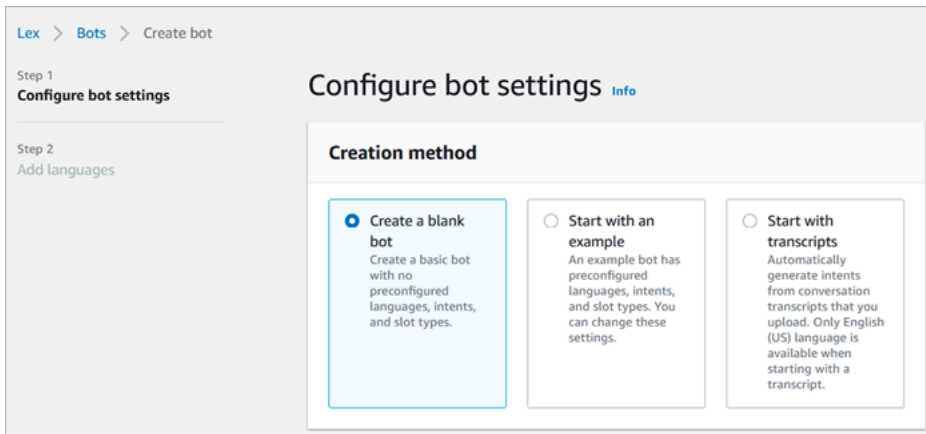 Lex > Bots > Create bot
Step 1
Configure bot settings
Step 2
Add languages
Configure bot settings Info
Creation method
Create a blank
bot
Create a basic bot
with no
preconfigured
languages, intents,
and slot types.
Start with an
example
An example bot has
preconfigured
languages, intents,
and slot types. You
can change these
settings.
Start with
transcripts
Automatically
generate intents
from conversation
transcripts that you
upload. Only English
(US) language is
available when
starting with a
transcript.